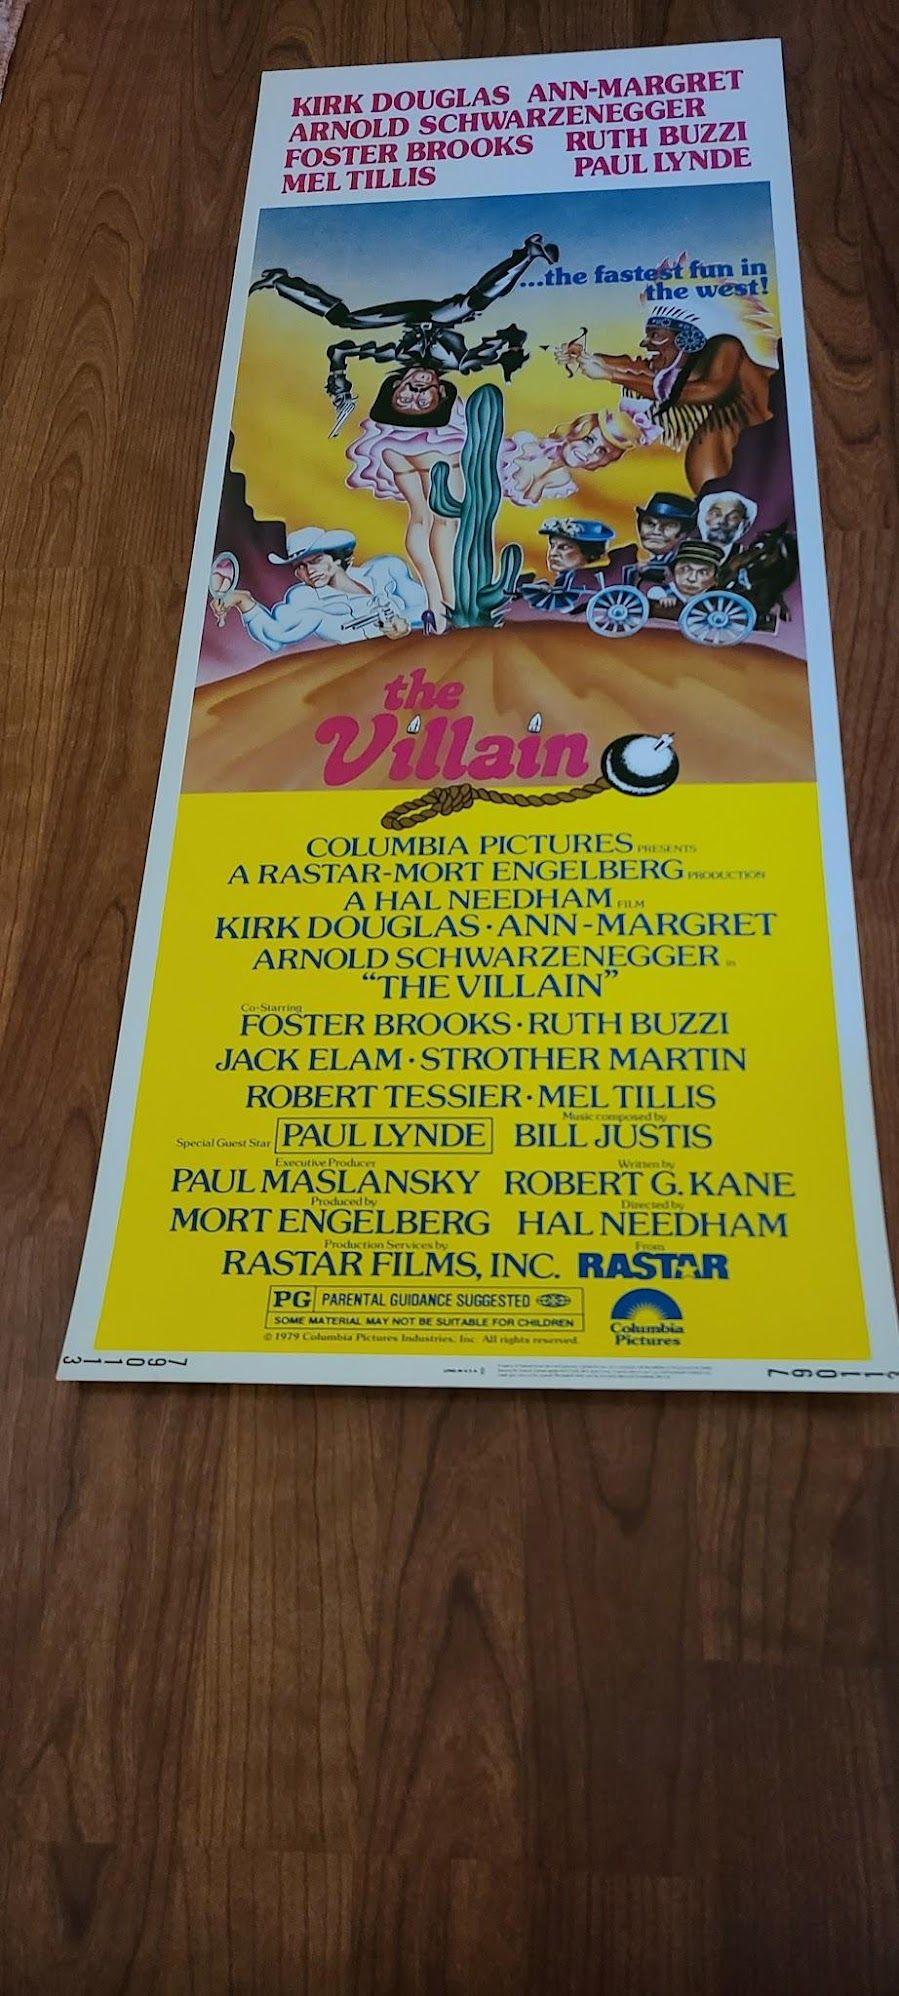 KIRK DOUGLAS ANN-MARGRET
ARNOLD SCHWARZENEGGER
FOSTER BROOKS RUTH BUZZI
MEL TILLIS PAUL LYNDE
...the fastest fun in
the west!
the
Villain
COLUMBIA PICTURES PRESENTS
A RASTAR-MORT ENGELBERG PRODUCTION
A HAL NEEDHAM FILM
KIRK DOUGLAS · ANN-MARGRET
ARNOLD SCHWARZENEGGER in
“THE VILLAIN”
Co-Starring
FOSTER BROOKS · RUTH BUZZI
JACK ELAM · STROTHER MARTIN
ROBERT TESSIER · MEL TILLIS
Special Guest Star PAUL LYNDE
Music composed by
BILL JUSTIS
Executive Producer
PAUL MASLANSKY
Written by
ROBERT G. KANE
Produced by
MORT ENGELBERG
Directed by
HAL NEEDHAM
Production Services by
RASTAR FILMS, INC.
From
RASTAR
PG PARENTAL GUIDANCE SUGGESTED
SOME MATERIAL MAY NOT BE SUITABLE FOR CHILDREN
© 1979 Columbia Pictures Industries, Inc. All rights reserved.
Columbia
Pictures
790113
790113